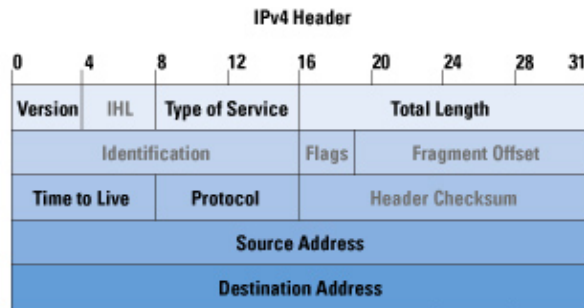 IPv4 Header
0 4 8 12 16 20 24 28 31
Version IHL Type of Service Total Length
Identification Flags Fragment Offset
Time to Live Protocol Header Checksum
Source Address
Destination Address